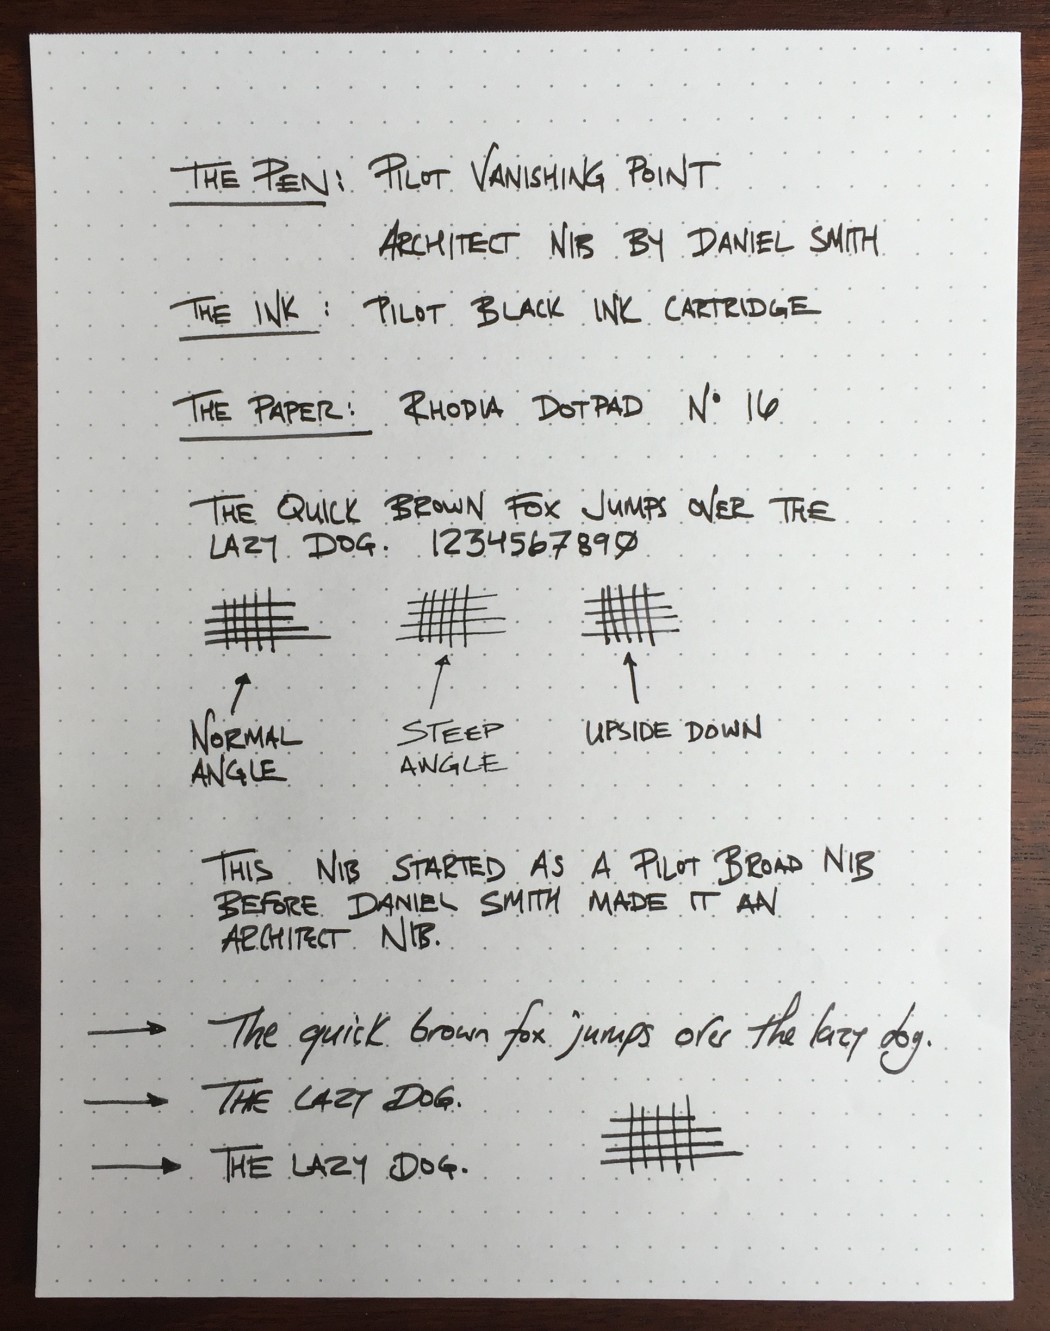 THE PEN: PILOT VANISHING POINT
ARCHITECT NIB BY DANIEL SMITH
THE INK: PILOT BLACK INK CARTRIDGE
THE PAPER: RHODIA DOTPAD Nº 16
THE QUICK BROWN FOX JUMPS OVER THE
LAZY DOG. 1234567890
NORMAL
ANGLE
STEEP
ANGLE
UPSIDE DOWN
THIS NIB STARTED AS A PILOT BROAD NIB
BEFORE DANIEL SMITH MADE IT AN
ARCHITECT NIB.
The quick brown fox jumps over the lazy dog.
THE LAZY DOG.
THE LAZY DOG.